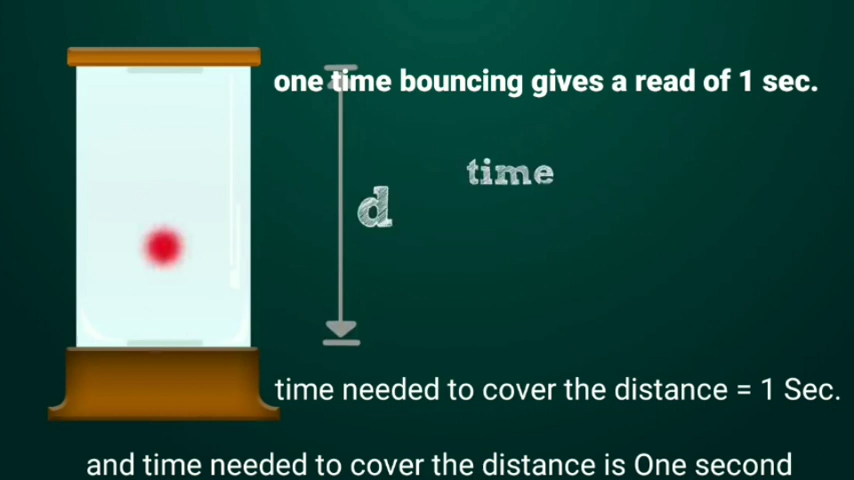 one time bouncing gives a read of 1 sec.
time
d
time needed to cover the distance = 1 Sec.
and time needed to cover the distance is One second